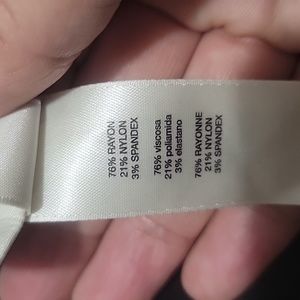 76% RAYON
21% NYLON
3% SPANDEX
76% viscosa
21% poliamida
3% elastano
76% RAYONNE
21% NYLON
3% SPANDEX